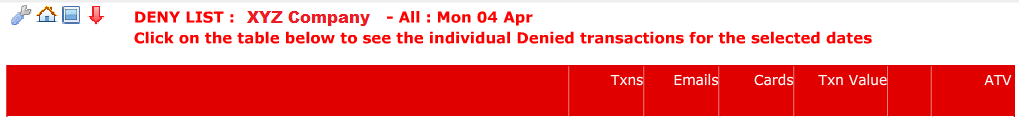 DENY LIST : XYZ Company - All : Mon 04 Apr
Click on the table below to see the individual Denied transactions for the selected dates
Txns Emails Cards Txn Value ATV